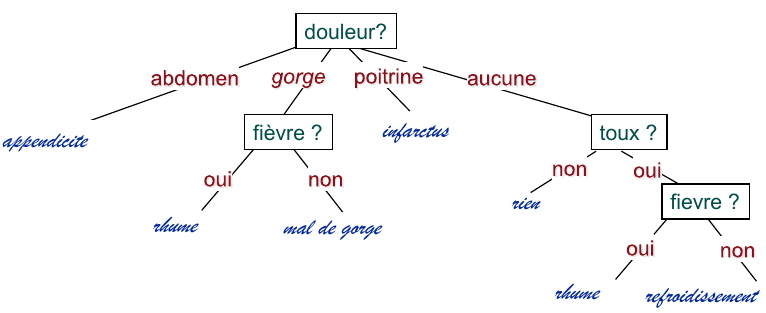 douleur?
abdomen gorge poitrine aucune
appendicite fièvre ? infarctus toux ?
oui non non oui
rhume mal de gorge rien fievre ?
oui non
rhume refroidissement